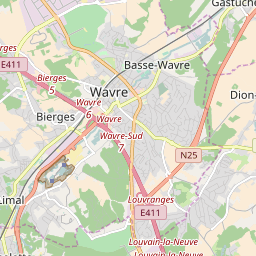 Gastuche
Bierges
Basse-Wavre
E411
Bierges
5
Wavre
Dion-
Wavre
6
Wavre
Bierges
Wavre-Sud
7
N25
Limal
Louvranges
E411
Louvain-la-Neuve
Louvain-la-Neuve